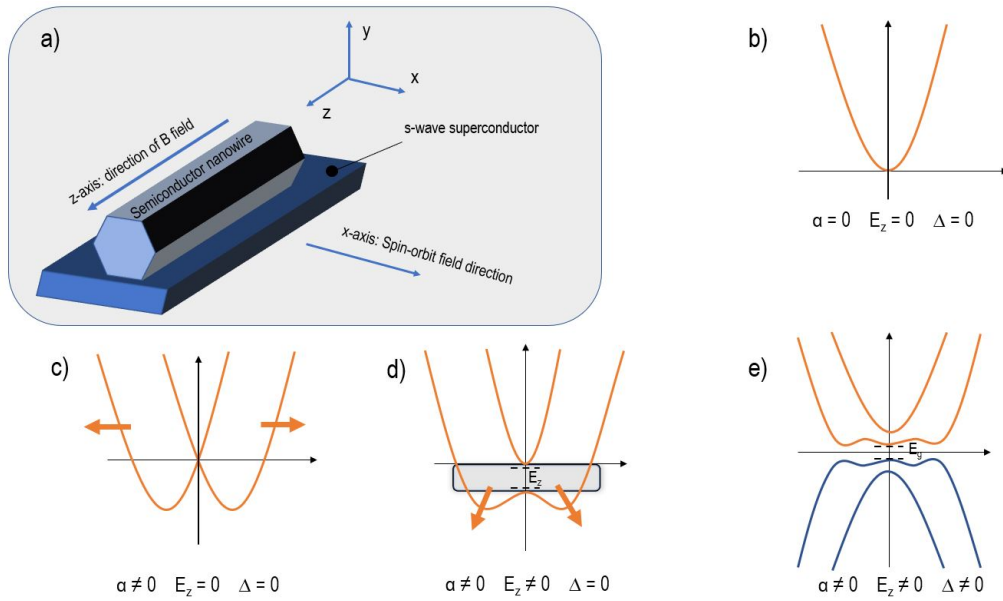 a)
y
x
z
s-wave superconductor
z-axis: direction of B field
Semiconductor nanowire
x-axis: Spin-orbit field direction
b)
α = 0 E_z = 0 Δ = 0
c)
α ≠ 0 E_z = 0 Δ = 0
d)
E_z
α ≠ 0 E_z ≠ 0 Δ = 0
e)
E_g
α ≠ 0 E_z ≠ 0 Δ ≠ 0